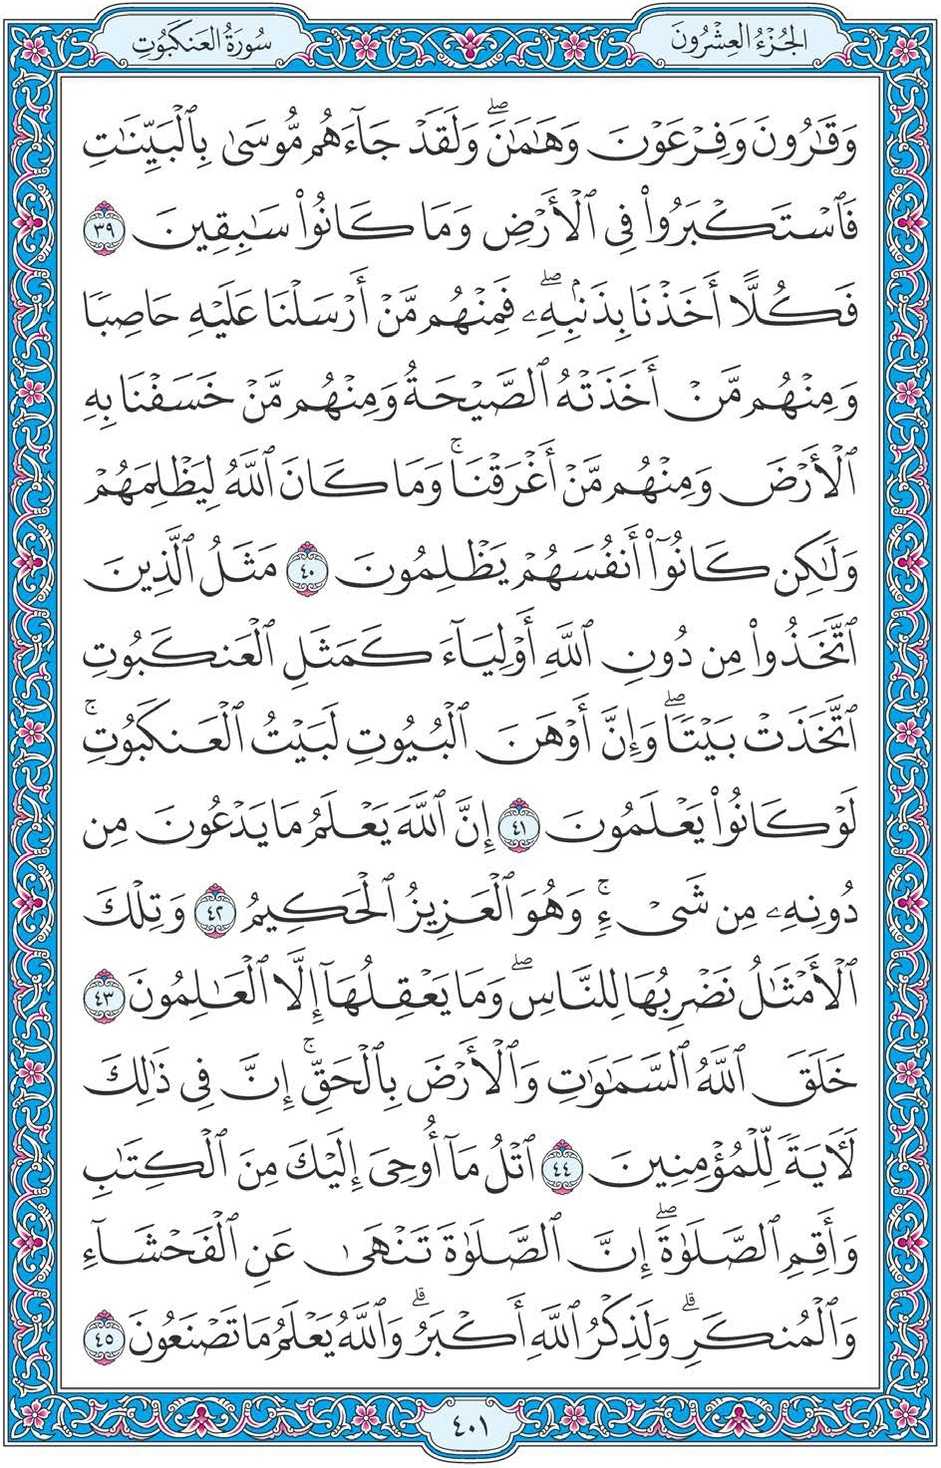 الجُزْءُ العِشْرُونَ
سُورَةُ العَنكَبُوتِ
وَقَٰرُونَ وَفِرْعَوْنَ وَهَٰمَٰنَۖ وَلَقَدْ جَآءَهُم مُّوسَىٰ بِٱلْبَيِّنَٰتِ
فَٱسْتَكْبَرُوا۟ فِى ٱلْأَرْضِ وَمَا كَانُوا۟ سَٰبِقِينَ ٣٩
فَكُلًّا أَخَذْنَا بِذَنۢبِهِۦۖ فَمِنْهُم مَّنْ أَرْسَلْنَا عَلَيْهِ حَاصِبًا
وَمِنْهُم مَّنْ أَخَذَتْهُ ٱلصَّيْحَةُ وَمِنْهُم مَّنْ خَسَفْنَا بِهِ
ٱلْأَرْضَ وَمِنْهُم مَّنْ أَغْرَقْنَاۚ وَمَا كَانَ ٱللَّهُ لِيَظْلِمَهُمْ
وَلَٰكِن كَانُوٓا۟ أَنفُسَهُمْ يَظْلِمُونَ ٤٠ مَثَلُ ٱلَّذِينَ
ٱتَّخَذُوا۟ مِن دُونِ ٱللَّهِ أَوْلِيَآءَ كَمَثَلِ ٱلْعَنكَبُوتِ
ٱتَّخَذَتْ بَيْتًاۖ وَإِنَّ أَوْهَنَ ٱلْبُيُوتِ لَبَيْتُ ٱلْعَنكَبُوتِۚ
لَوْ كَانُوا۟ يَعْلَمُونَ ٤١ إِنَّ ٱللَّهَ يَعْلَمُ مَا يَدْعُونَ مِن
دُونِهِۦ مِن شَىْءٍۚ وَهُوَ ٱلْعَزِيزُ ٱلْحَكِيمُ ٤٢ وَتِلْكَ
ٱلْأَمْثَٰلُ نَضْرِبُهَا لِلنَّاسِۖ وَمَا يَعْقِلُهَآ إِلَّا ٱلْعَٰلِمُونَ ٤٣
خَلَقَ ٱللَّهُ ٱلسَّمَٰوَٰتِ وَٱلْأَرْضَ بِٱلْحَقِّۚ إِنَّ فِى ذَٰلِكَ
لَءَايَةً لِّلْمُؤْمِنِينَ ٤٤ ٱتْلُ مَآ أُوحِىَ إِلَيْكَ مِنَ ٱلْكِتَٰبِ
وَأَقِمِ ٱلصَّلَوٰةَۖ إِنَّ ٱلصَّلَوٰةَ تَنْهَىٰ عَنِ ٱلْفَحْشَآءِ
وَٱلْمُنكَرِۗ وَلَذِكْرُ ٱللَّهِ أَكْبَرُۗ وَٱللَّهُ يَعْلَمُ مَا تَصْنَعُونَ ٤٥
٤٠١